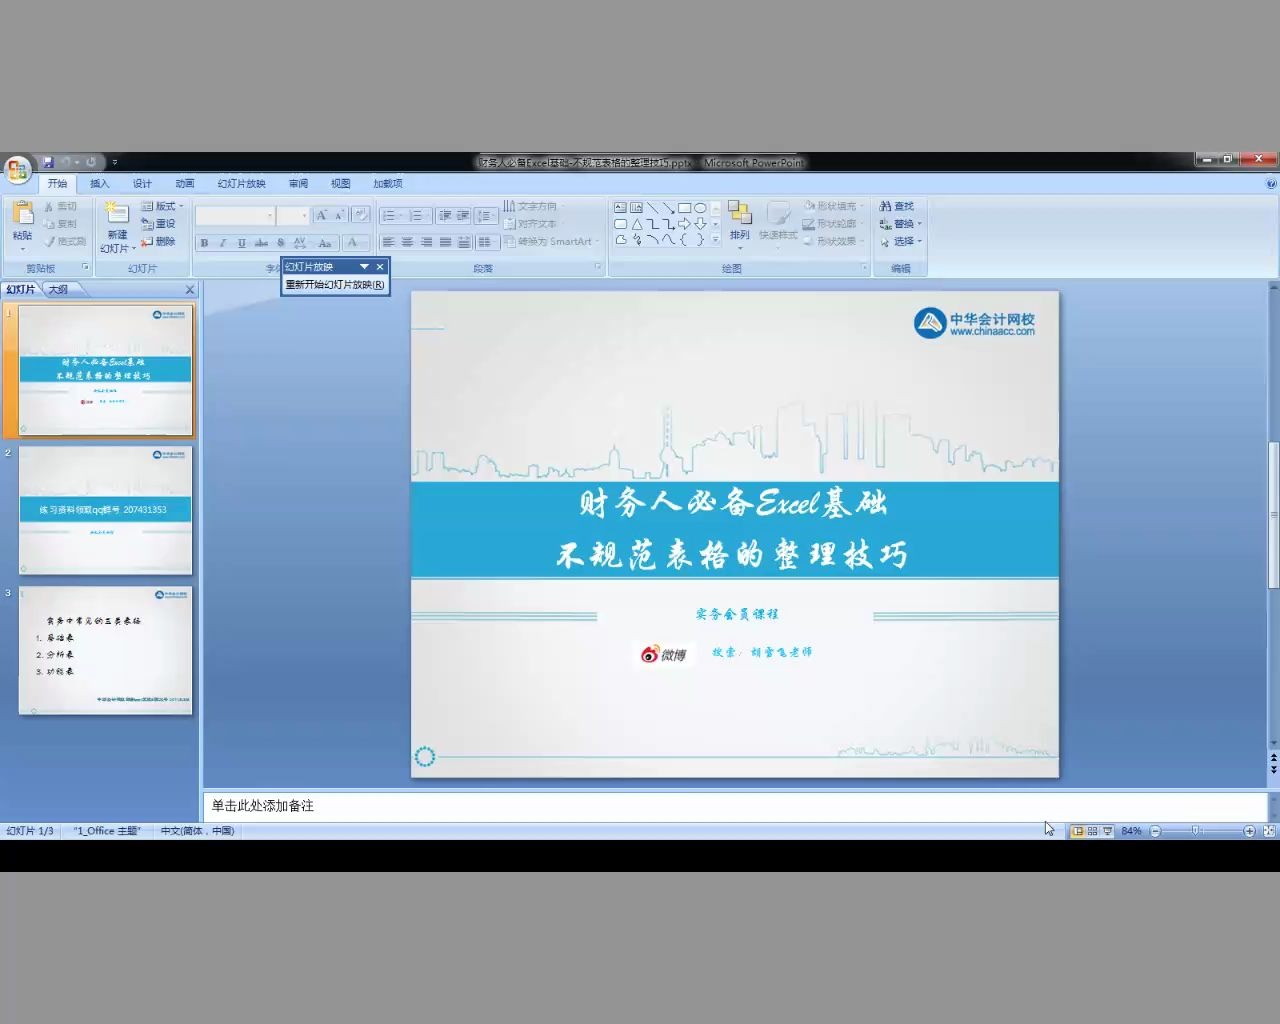 财务人必备Excel基础-不规范表格的整理技巧.pptx - Microsoft PowerPoint
开始 插入 设计 动画 幻灯片放映 审阅 视图 加载项
粘贴 剪切 复制 格式刷 剪贴板
新建幻灯片 版式 重设 删除 幻灯片
B I U abc S AV Aa A
文字方向 对齐文本 转换为 SmartArt 段落
排列 快速样式 形状填充 形状轮廓 形状效果 绘图
查找 替换 选择 编辑
幻灯片放映
重新开始幻灯片放映(R)
幻灯片 大纲
1
财务人必备Excel基础
不规范表格的整理技巧
2
练习资料领取qq群号 207431353
3
实务中常见的三类表格
1. 基础表
2. 分析表
3. 功能表
中华会计网校
www.chinaacc.com
财务人必备Excel基础
不规范表格的整理技巧
实务会员课程
微博 搜索：胡雪飞老师
单击此处添加备注
幻灯片 1/3 "1_Office 主题" 中文(简体，中国) 84%